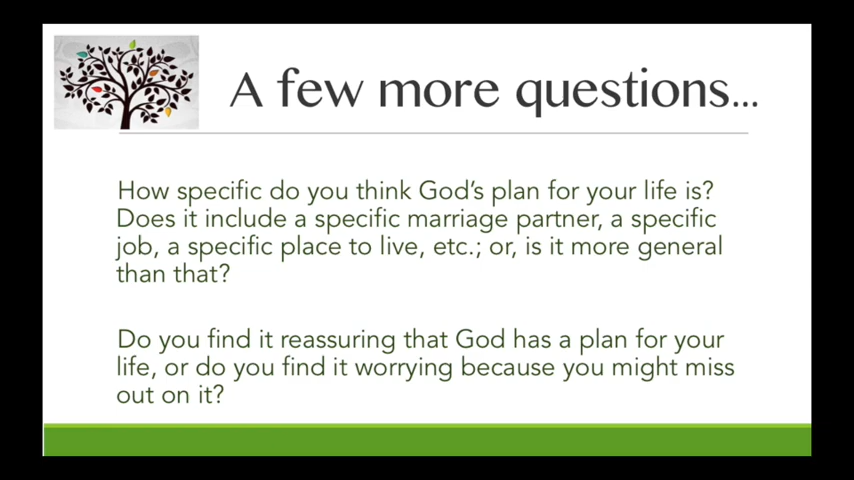 A few more questions...
How specific do you think God's plan for your life is?
Does it include a specific marriage partner, a specific
job, a specific place to live, etc.; or, is it more general
than that?
Do you find it reassuring that God has a plan for your
life, or do you find it worrying because you might miss
out on it?